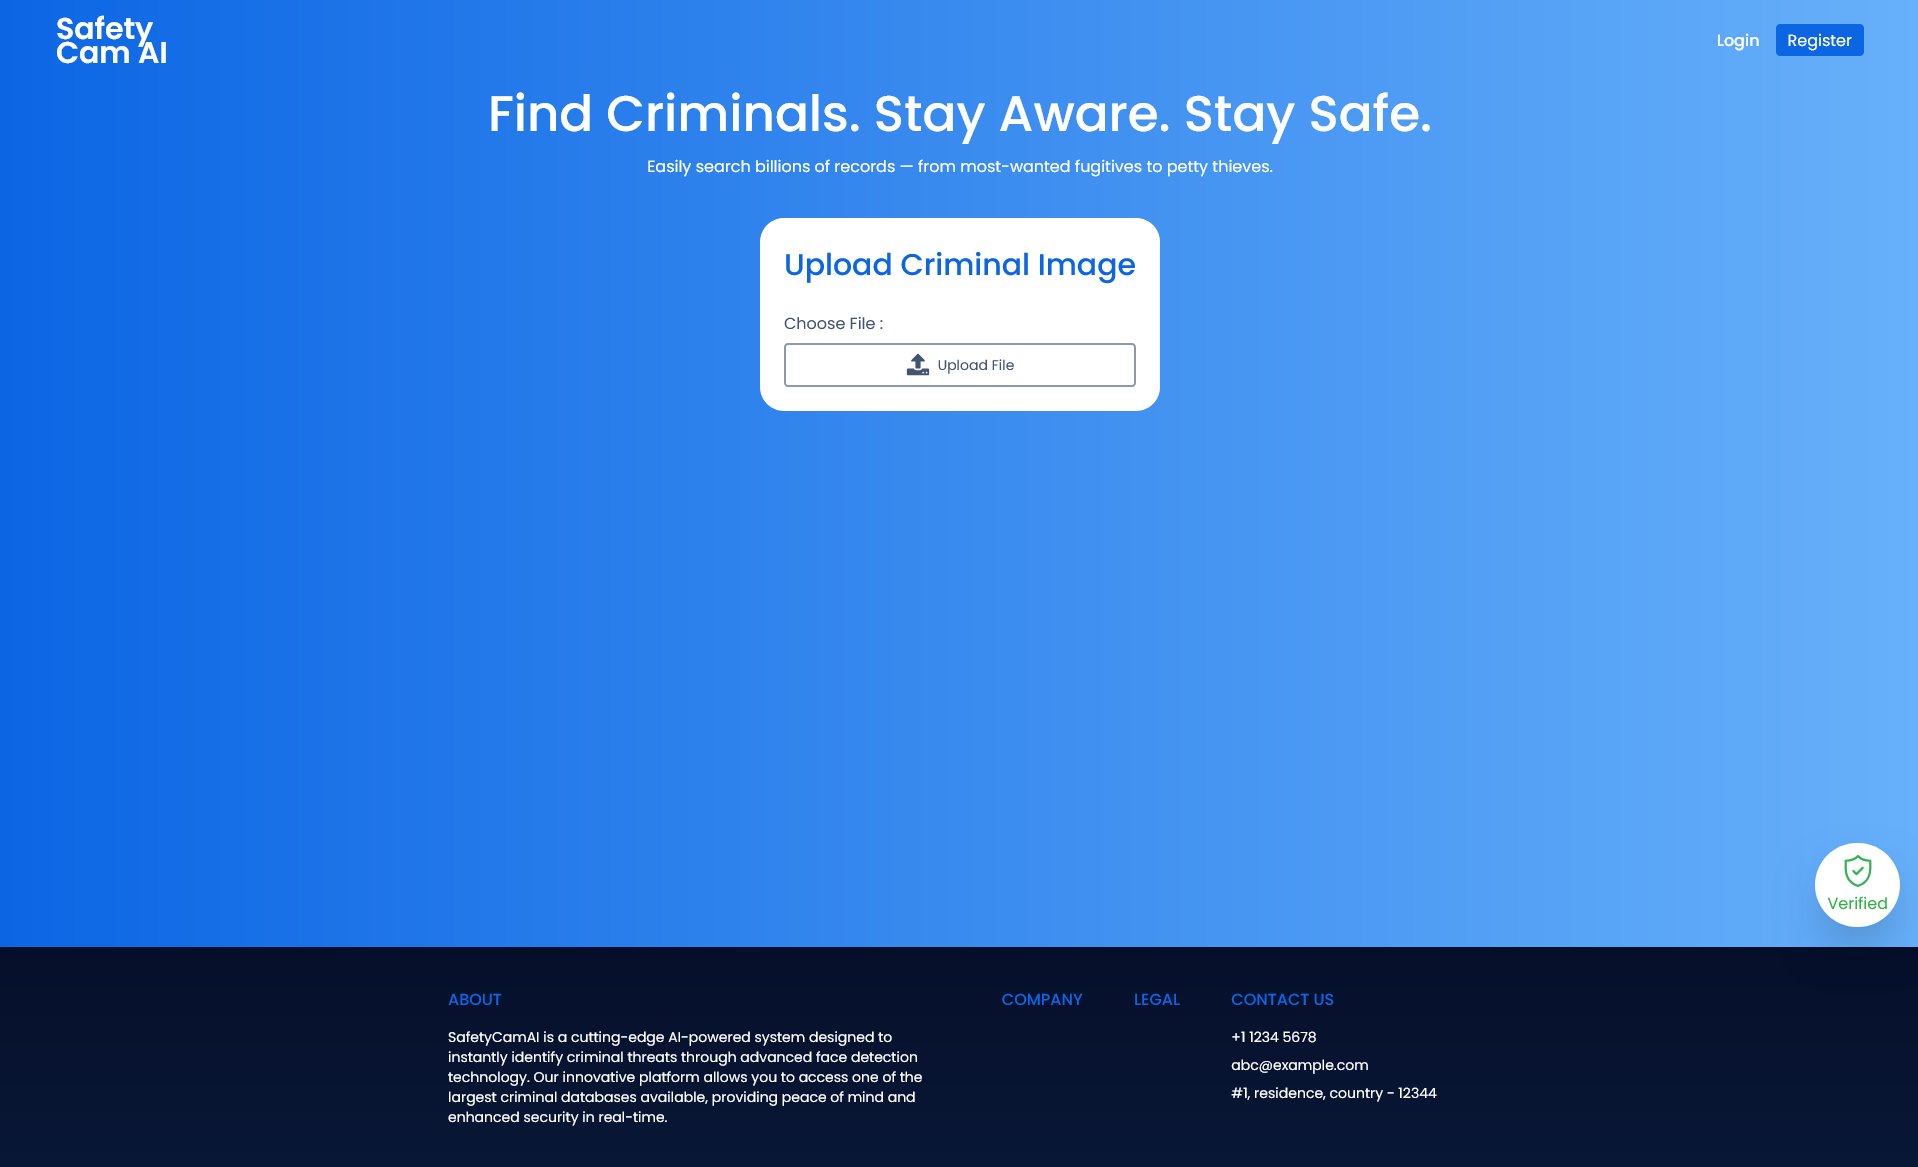 Safety
Cam AI
Login
Register
Find Criminals. Stay Aware. Stay Safe.
Easily search billions of records — from most-wanted fugitives to petty thieves.
Upload Criminal Image
Choose File :
Upload File
Verified
ABOUT
SafetyCamAI is a cutting-edge AI-powered system designed to
instantly identify criminal threats through advanced face detection
technology. Our innovative platform allows you to access one of the
largest criminal databases available, providing peace of mind and
enhanced security in real-time.
COMPANY
LEGAL
CONTACT US
+1 1234 5678
abc@example.com
#1, residence, country - 12344